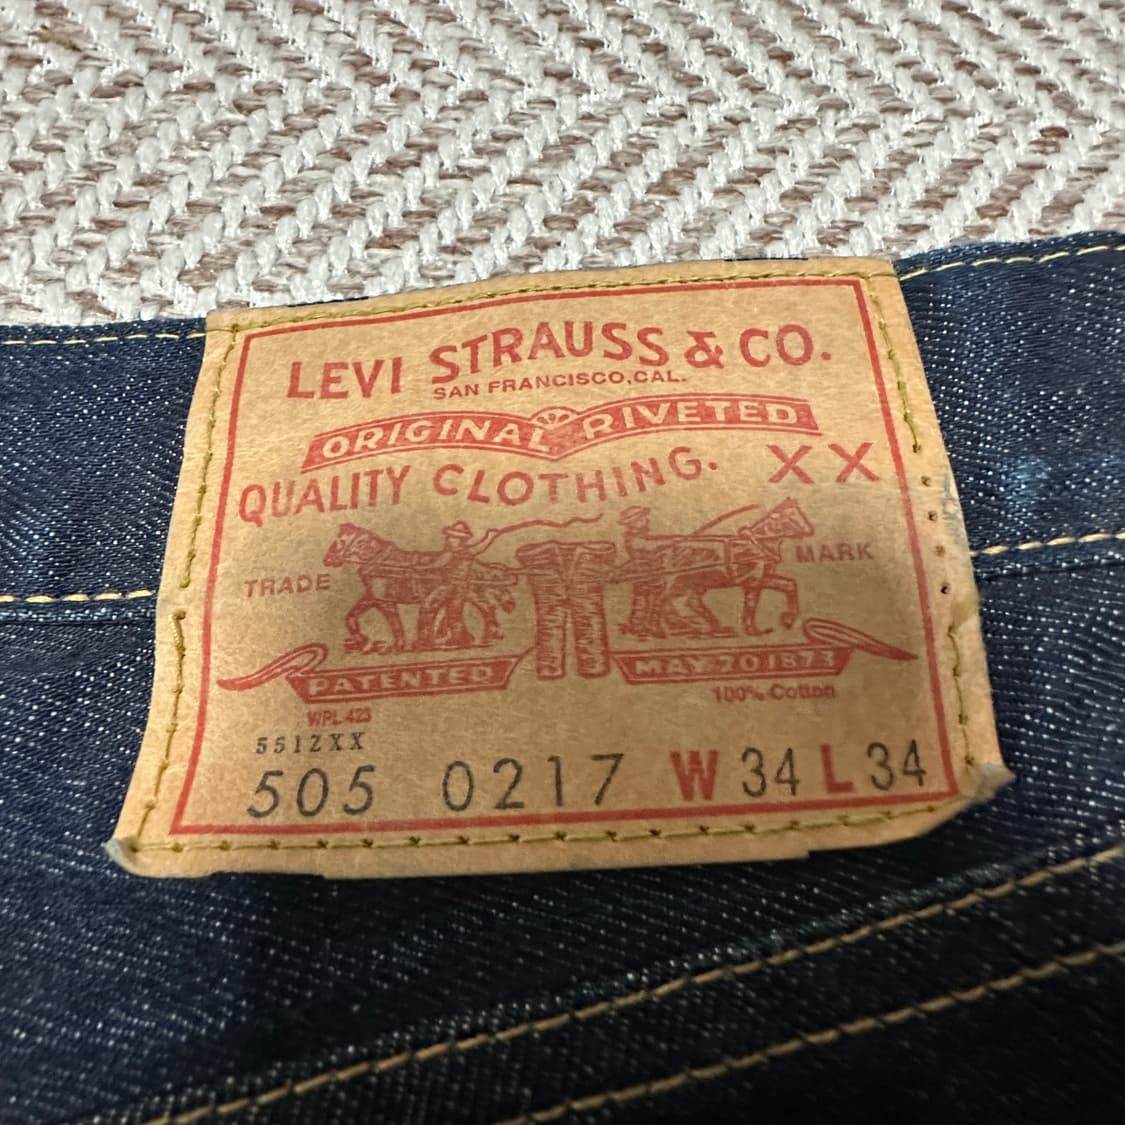 LEVI STRAUSS & CO.
SAN FRANCISCO, CAL.
ORIGINAL RIVETED
QUALITY CLOTHING. XX
TRADE MARK
PATENTED MAY 20 1873
100% Cotton
WPL 423
551ZXX
505 0217 W 34 L 34